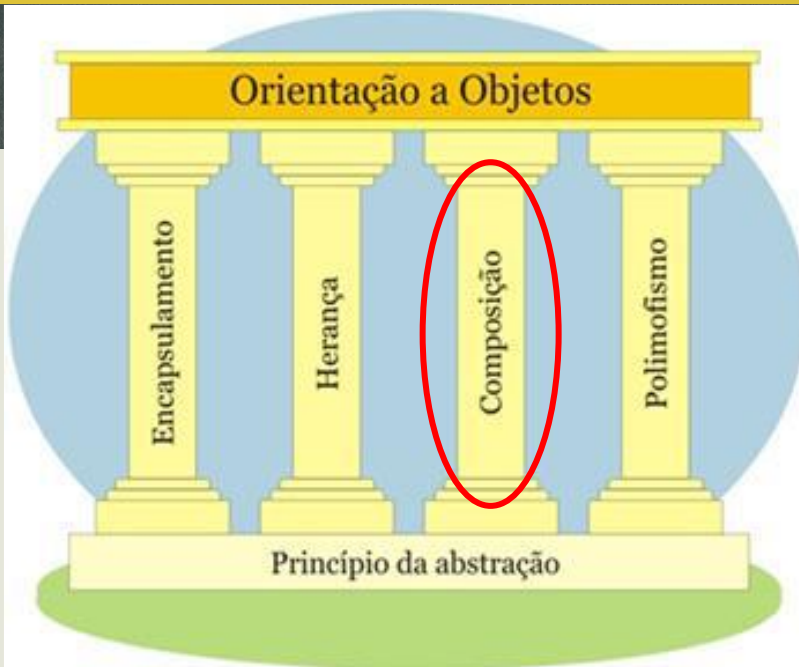 Orientação a Objetos
Encapsulamento
Herança
Composição
Polimofismo
Princípio da abstração